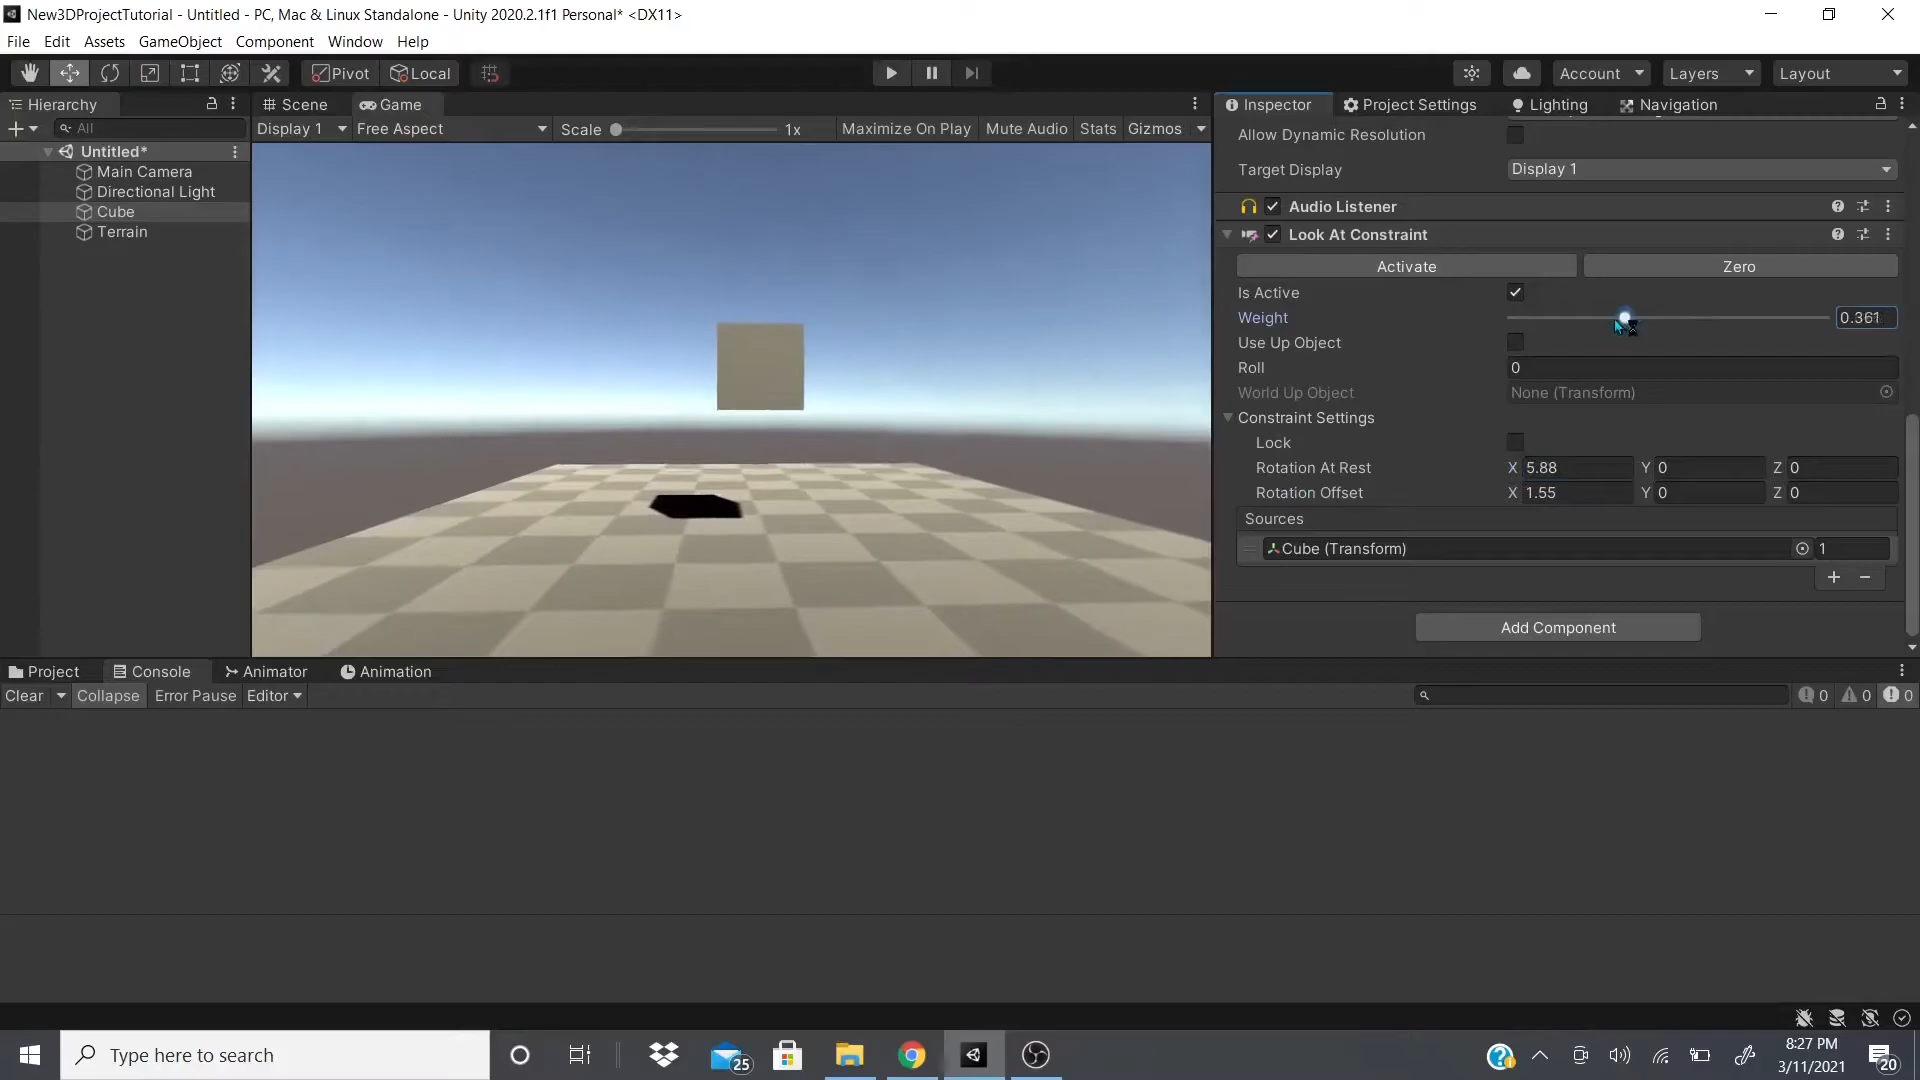 New3DProjectTutorial - Untitled - PC, Mac & Linux Standalone - Unity 2020.2.1f1 Personal* <DX11>
File Edit Assets GameObject Component Window Help
Pivot Local Account Layers Layout
Hierarchy
All
Untitled*
Main Camera
Directional Light
Cube
Terrain
Scene Game
Display 1 Free Aspect Scale 1x Maximize On Play Mute Audio Stats Gizmos
Inspector Project Settings Lighting Navigation
Allow Dynamic Resolution
Target Display Display 1
Audio Listener
Look At Constraint
Activate Zero
Is Active
Weight 0.361
Use Up Object
Roll 0
World Up Object None (Transform)
Constraint Settings
Lock
Rotation At Rest X 5.88 Y 0 Z 0
Rotation Offset X 1.55 Y 0 Z 0
Sources
Cube (Transform) 1
Add Component
Project Console Animator Animation
Clear Collapse Error Pause Editor 0 0 0
Type here to search 25 8:27 PM
3/11/2021 20